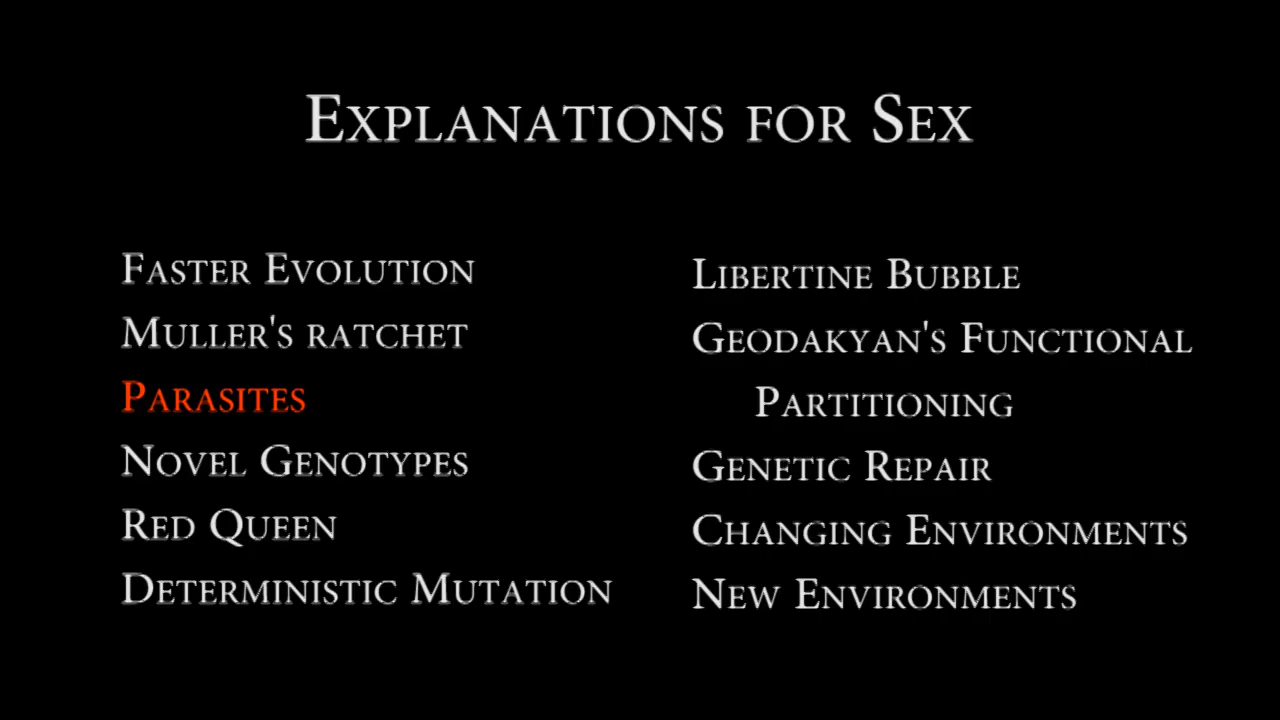 Explanations for Sex
Faster Evolution
Muller's ratchet
Parasites
Novel Genotypes
Red Queen
Deterministic Mutation
Libertine Bubble
Geodakyan's Functional
Partitioning
Genetic Repair
Changing Environments
New Environments